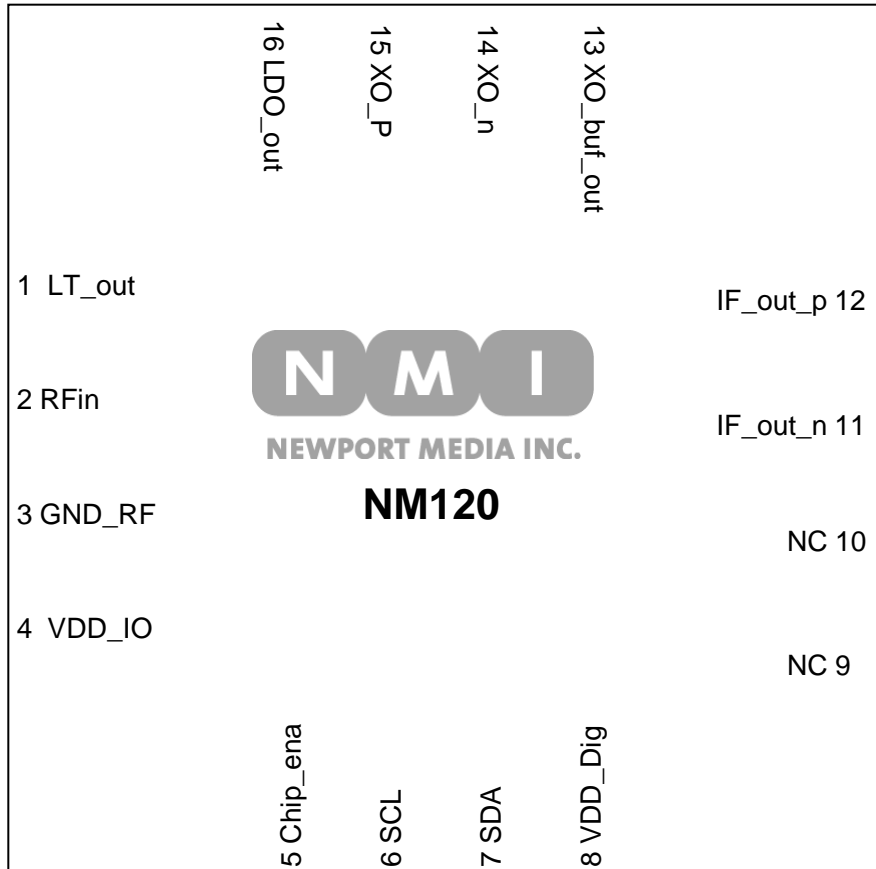 16 LDO_out
15 XO_P
14 XO_n
13 XO_buf_out
1 LT_out
IF_out_p 12
2 RFin
NMI
IF_out_n 11
NEWPORT MEDIA INC.
NM120
3 GND_RF
NC 10
4 VDD_IO
NC 9
5 Chip_ena
6 SCL
7 SDA
8 VDD_Dig